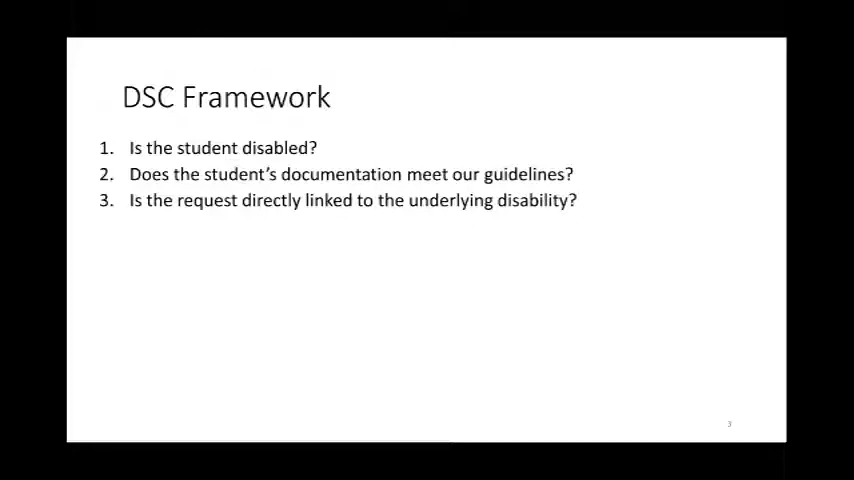 DSC Framework
1. Is the student disabled?
2. Does the student’s documentation meet our guidelines?
3. Is the request directly linked to the underlying disability?
3